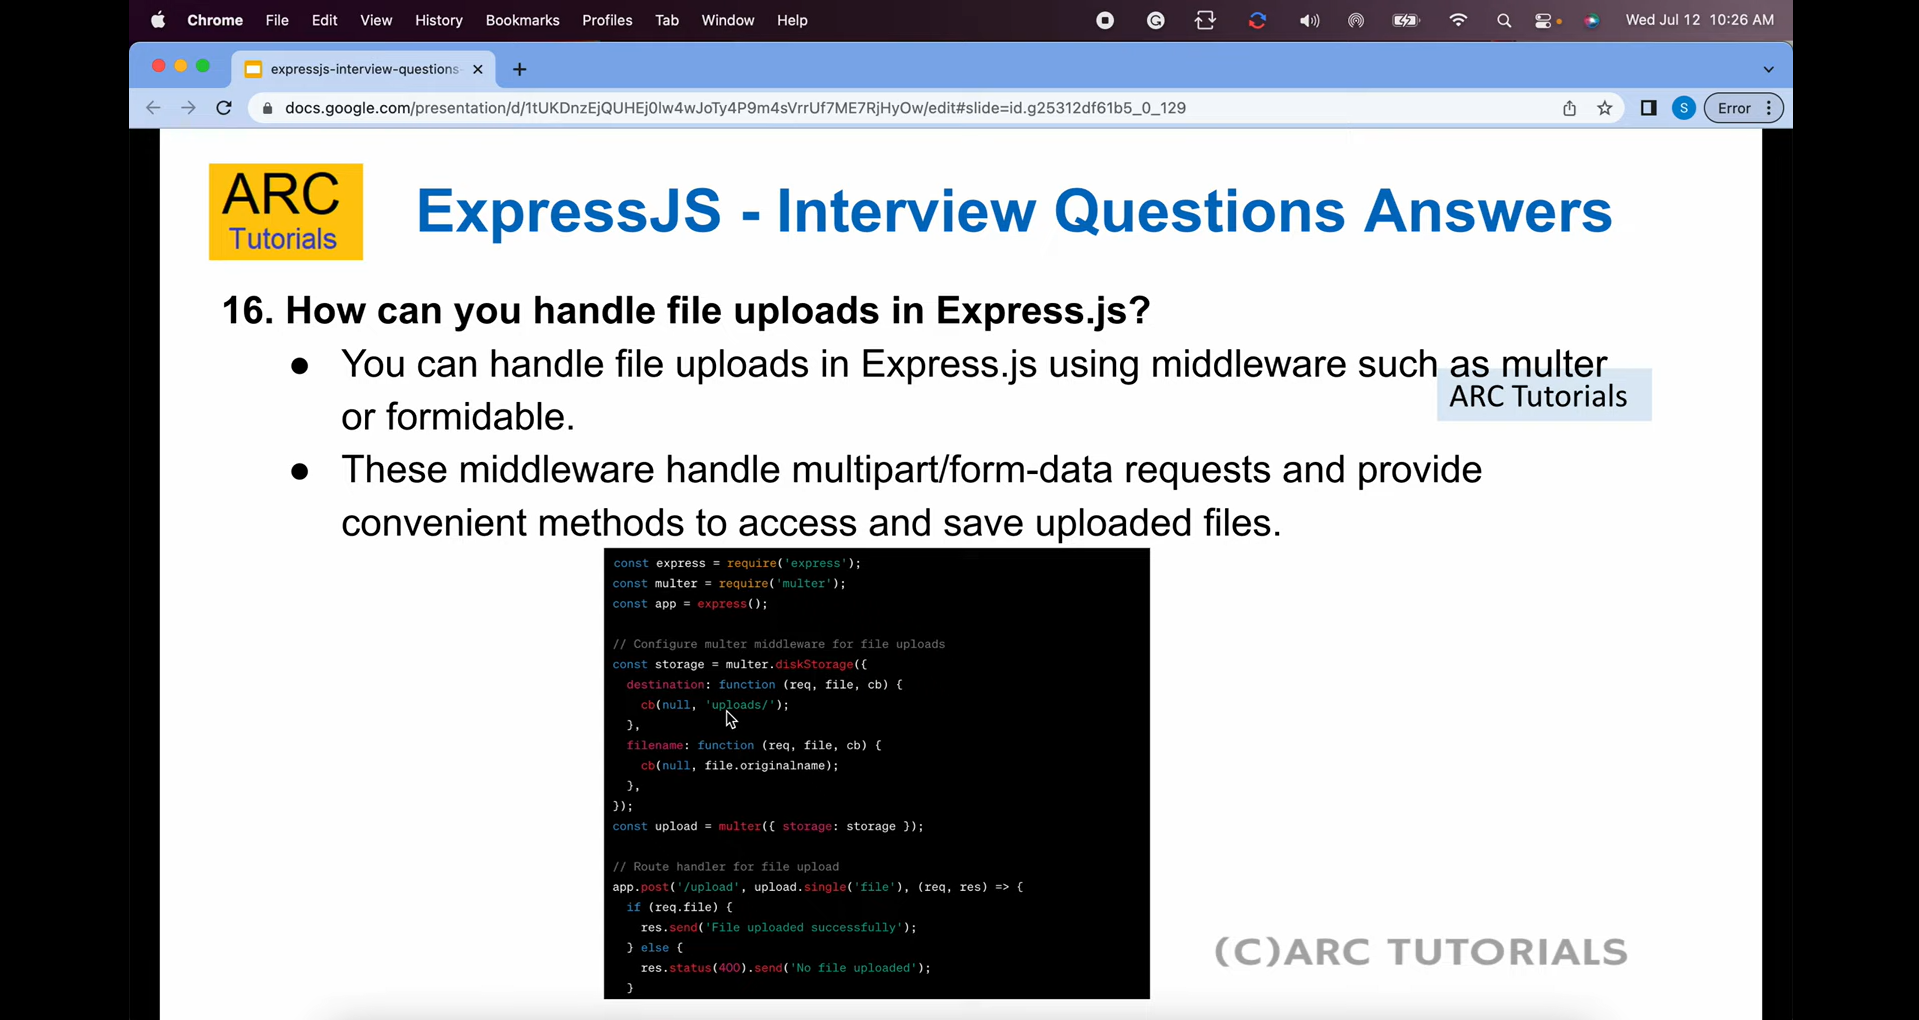 Chrome File Edit View History Bookmarks Profiles Tab Window Help Wed Jul 12 10:26 AM
expressjs-interview-questions-
docs.google.com/presentation/d/1tUKDnzEjQUHEj0lw4wJoTy4P9m4sVrrUf7ME7RjHyOw/edit#slide=id.g25312df61b5_0_129 S Error
ARC
Tutorials
ExpressJS - Interview Questions Answers
16. How can you handle file uploads in Express.js?
● You can handle file uploads in Express.js using middleware such as multer
or formidable.
ARC Tutorials
● These middleware handle multipart/form-data requests and provide
convenient methods to access and save uploaded files.
const express = require('express');
const multer = require('multer');
const app = express();
// Configure multer middleware for file uploads
const storage = multer.diskStorage({
destination: function (req, file, cb) {
cb(null, 'uploads/');
},
filename: function (req, file, cb) {
cb(null, file.originalname);
},
});
const upload = multer({ storage: storage });
// Route handler for file upload
app.post('/upload', upload.single('file'), (req, res) => {
if (req.file) {
res.send('File uploaded successfully');
} else {
res.status(400).send('No file uploaded');
}
(C)ARC TUTORIALS